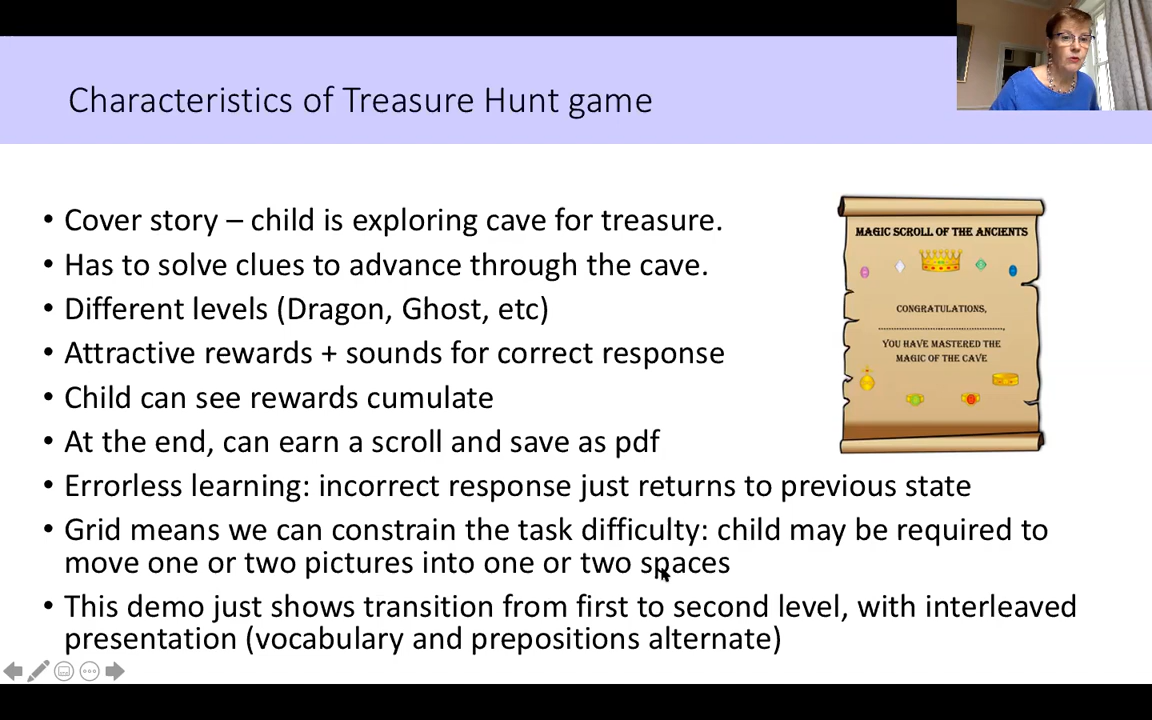 Characteristics of Treasure Hunt game
• Cover story – child is exploring cave for treasure.
• Has to solve clues to advance through the cave.
• Different levels (Dragon, Ghost, etc)
• Attractive rewards + sounds for correct response
• Child can see rewards cumulate
• At the end, can earn a scroll and save as pdf
• Errorless learning: incorrect response just returns to previous state
• Grid means we can constrain the task difficulty: child may be required to
move one or two pictures into one or two spaces
• This demo just shows transition from first to second level, with interleaved
presentation (vocabulary and prepositions alternate)
MAGIC SCROLL OF THE ANCIENTS
CONGRATULATIONS,
YOU HAVE MASTERED THE
MAGIC OF THE CAVE